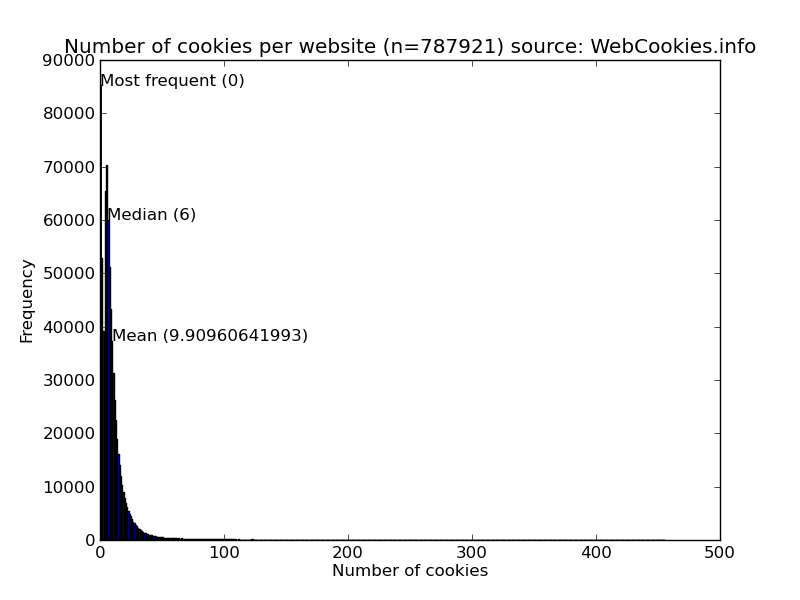 Number of cookies per website (n=787921) source: WebCookies.info
90000
Most frequent (0)
80000
70000
60000
Median (6)
50000
40000
Mean (9.90960641993)
30000
20000
10000
0
Frequency
0 100 200 300 400 500
Number of cookies